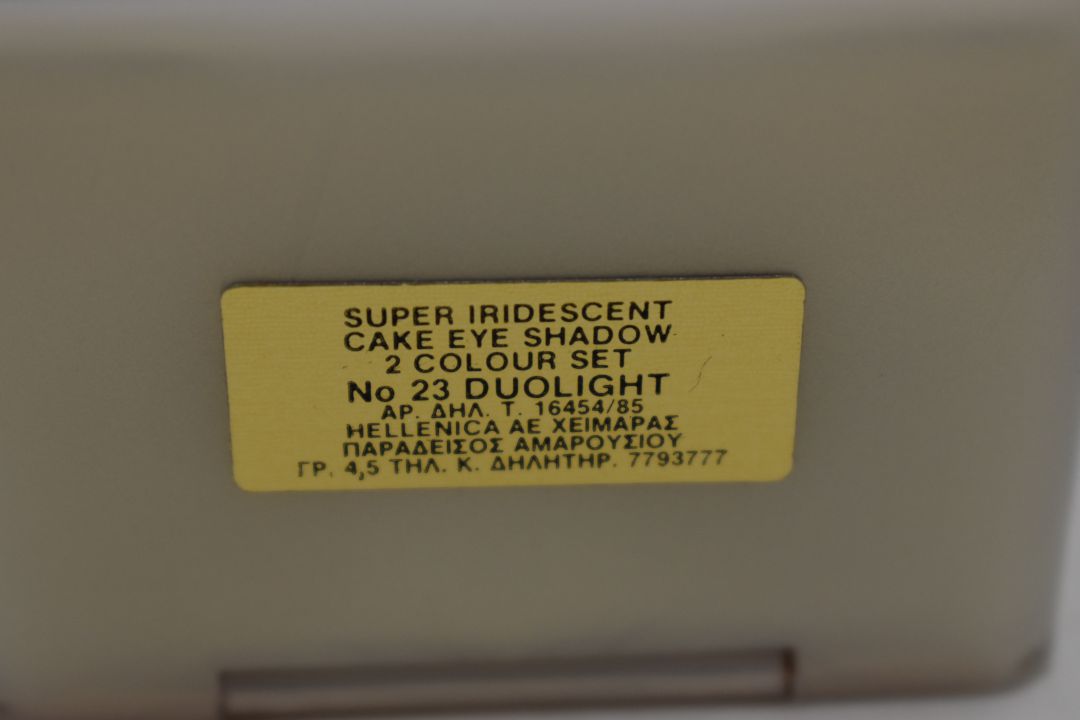 SUPER IRIDESCENT
CAKE EYE SHADOW
2 COLOUR SET
No 23 DUOLIGHT
ΑΡ. ΔΗΛ. Τ. 16454/85
HELLENICA AE ΧΕΙΜΑΡΑΣ
ΠΑΡΑΔΕΙΣΟΣ ΑΜΑΡΟΥΣΙΟΥ
ΓΡ. 4,5 ΤΗΛ. Κ. ΔΗΛΗΤΗΡ. 7793777